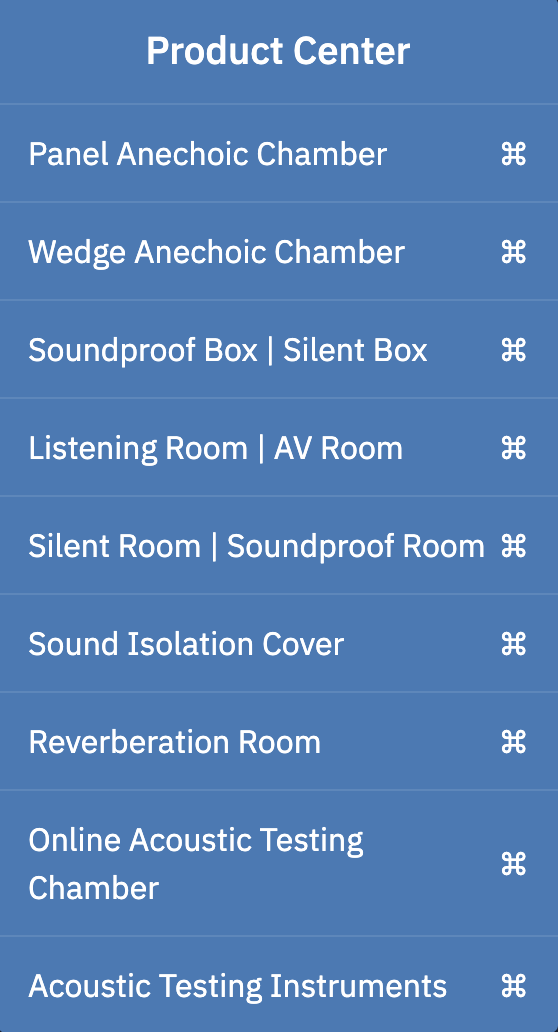 Product Center
Panel Anechoic Chamber ⌘
Wedge Anechoic Chamber ⌘
Soundproof Box | Silent Box ⌘
Listening Room | AV Room ⌘
Silent Room | Soundproof Room ⌘
Sound Isolation Cover ⌘
Reverberation Room ⌘
Online Acoustic Testing
Chamber ⌘
Acoustic Testing Instruments ⌘